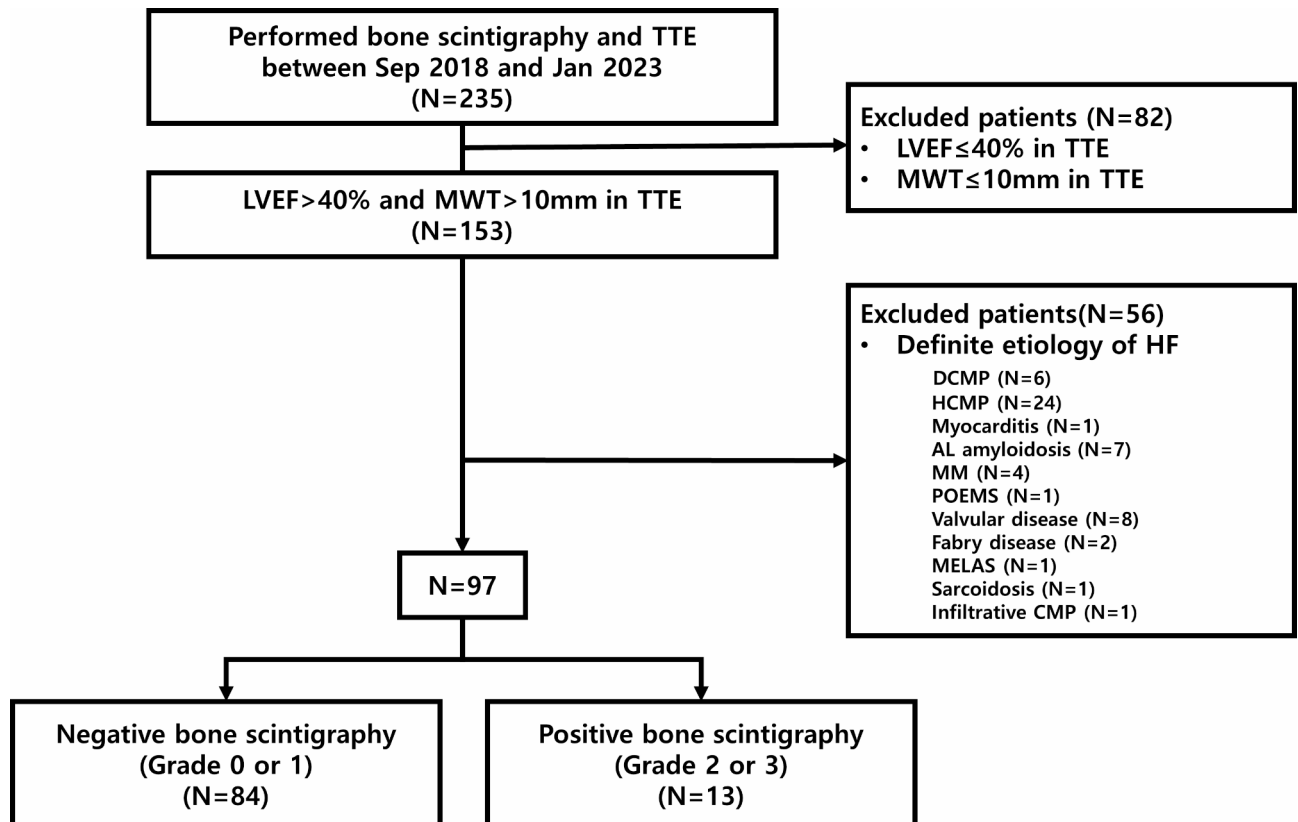 Performed bone scintigraphy and TTE
between Sep 2018 and Jan 2023
(N=235)
Excluded patients (N=82)
• LVEF≤40% in TTE
• MWT≤10mm in TTE
LVEF>40% and MWT>10mm in TTE
(N=153)
Excluded patients(N=56)
• Definite etiology of HF
DCMP (N=6)
HCMP (N=24)
Myocarditis (N=1)
AL amyloidosis (N=7)
MM (N=4)
POEMS (N=1)
Valvular disease (N=8)
Fabry disease (N=2)
MELAS (N=1)
Sarcoidosis (N=1)
Infiltrative CMP (N=1)
N=97
Negative bone scintigraphy
(Grade 0 or 1)
(N=84)
Positive bone scintigraphy
(Grade 2 or 3)
(N=13)